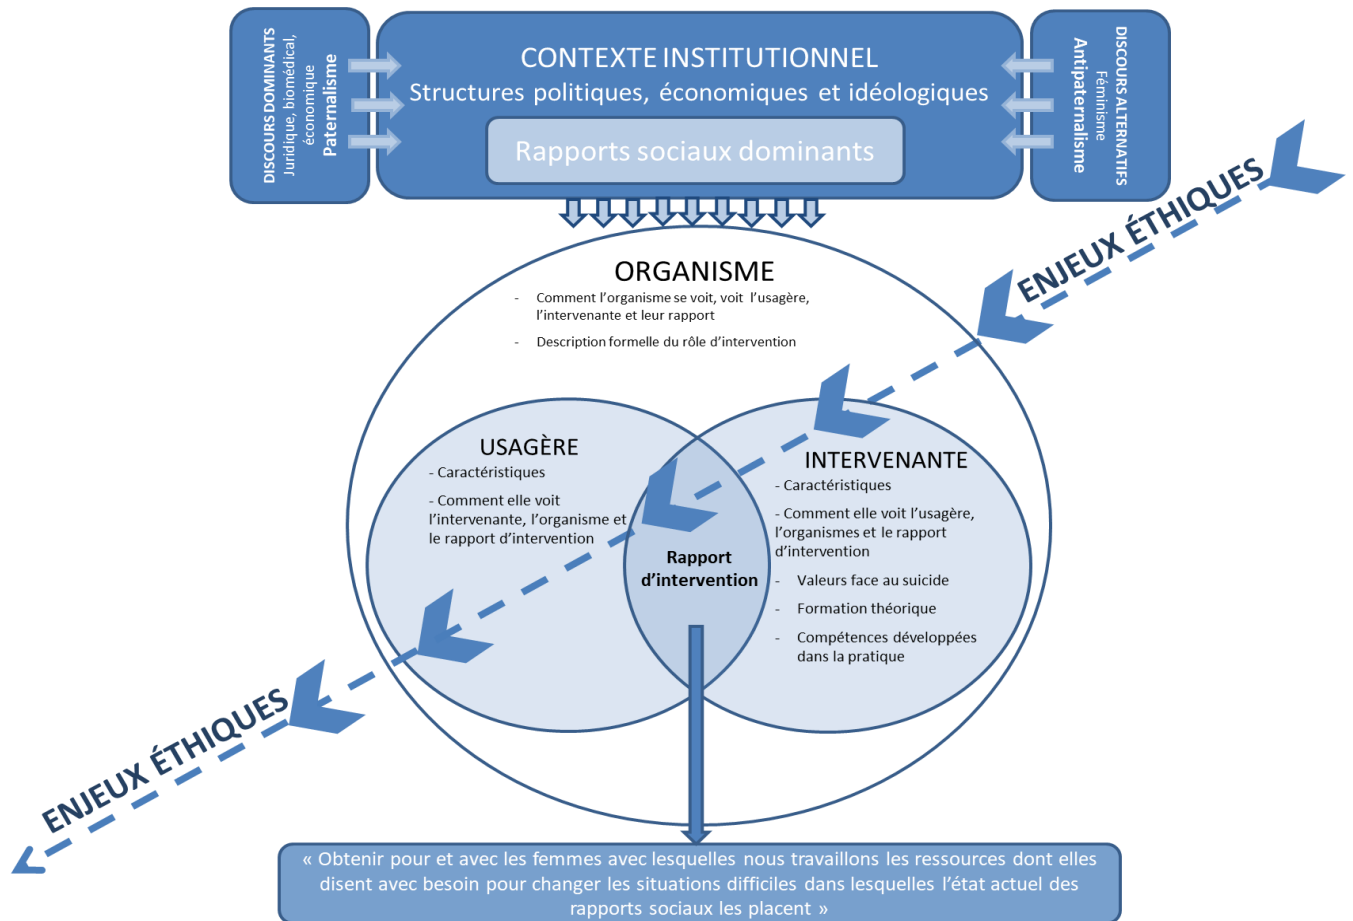 DISCOURS DOMINANTS
Juridique, biomédical,
économique
Paternalisme
CONTEXTE INSTITUTIONNEL
Structures politiques, économiques et idéologiques
Rapports sociaux dominants
DISCOURS ALTERNATIFS
Féminisme
Antipaternalisme
ENJEUX ÉTHIQUES
ORGANISME
- Comment l'organisme se voit, voit l'usagère,
l'intervenante et leur rapport
- Description formelle du rôle d'intervention
USAGÈRE
- Caractéristiques
- Comment elle voit
l'intervenante, l'organisme et
le rapport d'intervention
Rapport
d'intervention
INTERVENANTE
- Caractéristiques
- Comment elle voit l'usagère,
l'organismes et le rapport
d'intervention
- Valeurs face au suicide
- Formation théorique
- Compétences développées
dans la pratique
ENJEUX ÉTHIQUES
« Obtenir pour et avec les femmes avec lesquelles nous travaillons les ressources dont elles
disent avec besoin pour changer les situations difficiles dans lesquelles l'état actuel des
rapports sociaux les placent »